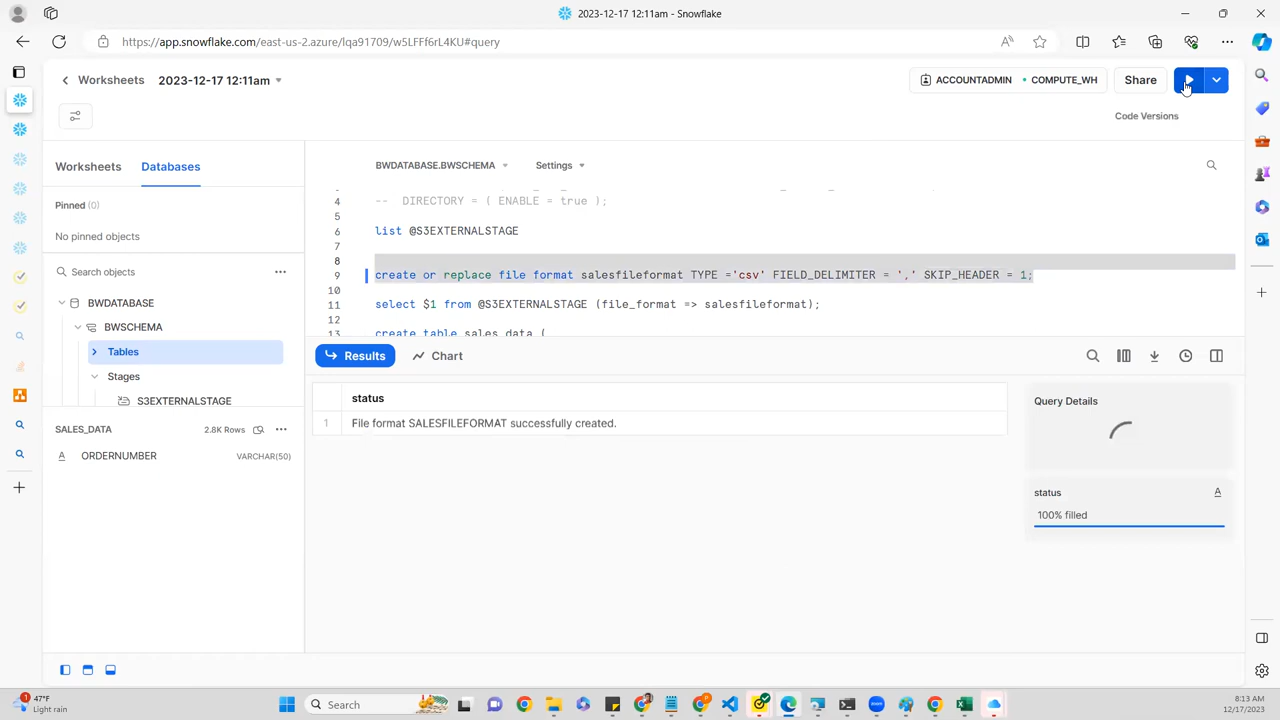 2023-12-17 12:11am - Snowflake
https://app.snowflake.com/east-us-2.azure/lqa91709/w5LFFf6rL4KU#query
Worksheets 2023-12-17 12:11am
ACCOUNTADMIN • COMPUTE_WH
Share
Code Versions
Worksheets Databases
BWDATABASE.BWSCHEMA Settings
Pinned (0)
No pinned objects
Search objects
BWDATABASE
BWSCHEMA
Tables
Stages
S3EXTERNALSTAGE
SALES_DATA 2.8K Rows
A ORDERNUMBER VARCHAR(50)
4 -- DIRECTORY = ( ENABLE = true );
5
6 list @S3EXTERNALSTAGE
7
8
9 create or replace file format salesfileformat TYPE ='csv' FIELD_DELIMITER = ',' SKIP_HEADER = 1;
10
11 select $1 from @S3EXTERNALSTAGE (file_format => salesfileformat);
12
13 create table sales_data (
Results Chart
status
1 File format SALESFILEFORMAT successfully created.
Query Details
status A
100% filled
1
47°F
Light rain
Search
8:13 AM
12/17/2023